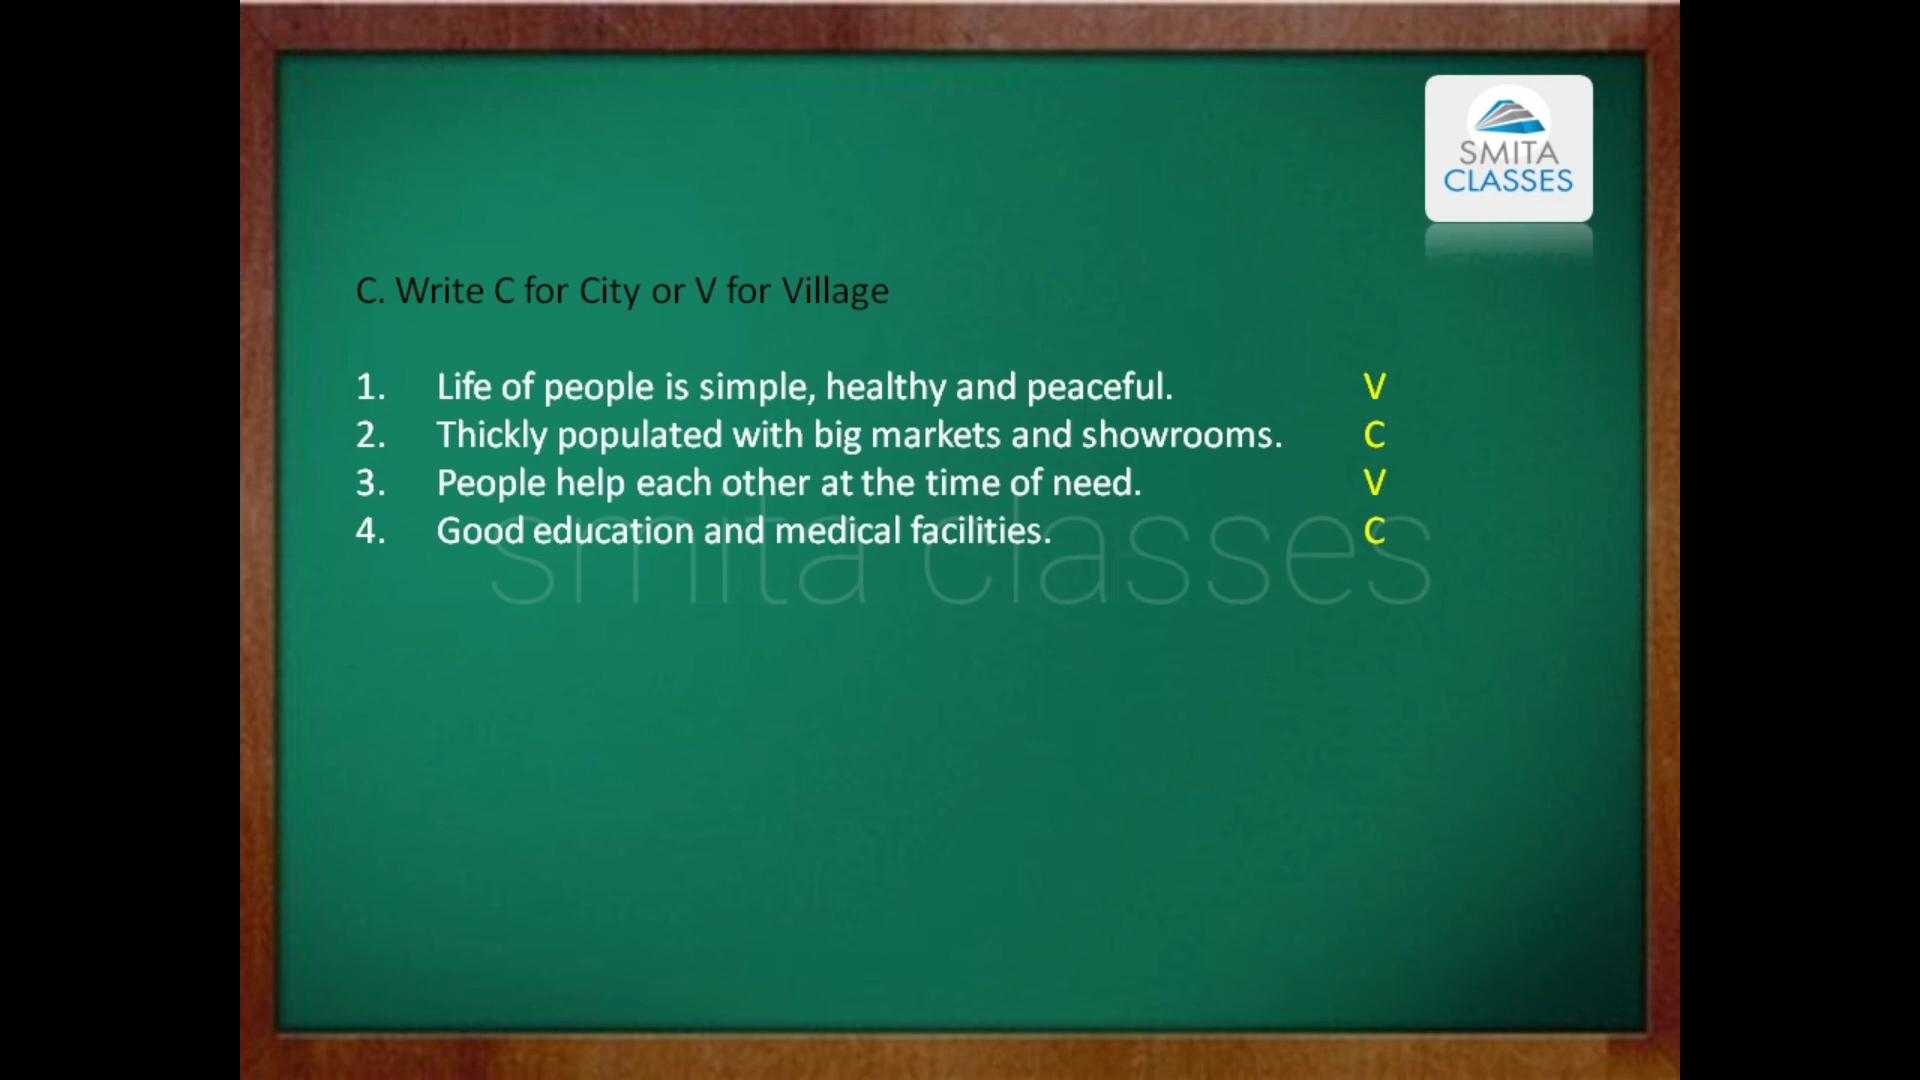 SMITA
CLASSES
C. Write C for City or V for Village
1. Life of people is simple, healthy and peaceful. V
2. Thickly populated with big markets and showrooms. C
3. People help each other at the time of need. V
4. Good education and medical facilities. C
smita classes